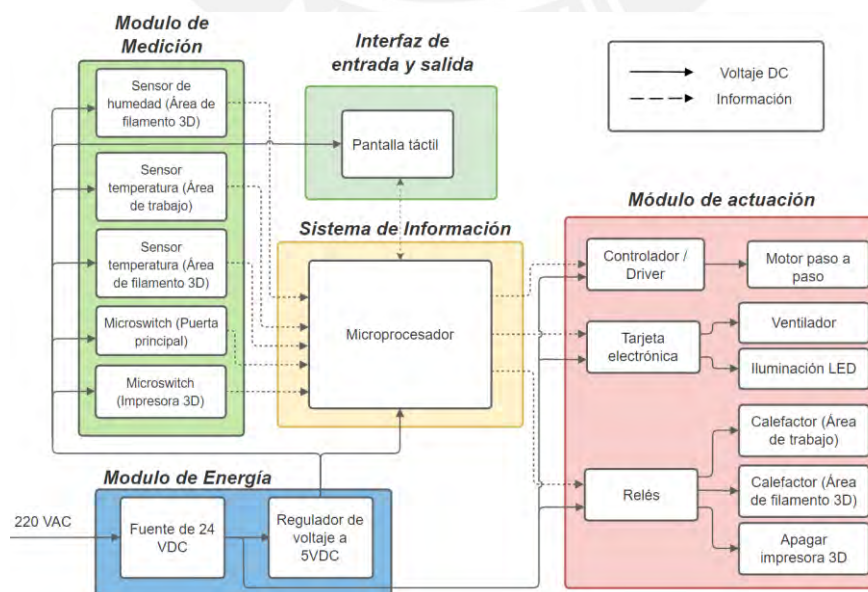 Modulo de
Medición
Sensor de
humedad (Área de
filamento 3D)
Sensor
temperatura (Área
de trabajo)
Sensor
temperatura (Área
de filamento 3D)
Microswitch (Puerta
principal)
Microswitch
(Impresora 3D)
Interfaz de
entrada y salida
Pantalla táctil
Voltaje DC
Información
Sistema de Información
Microprocesador
Módulo de actuación
Controlador /
Driver
Motor paso a
paso
Tarjeta
electrónica
Ventilador
Iluminación LED
Relés
Calefactor (Área
de trabajo)
Calefactor (Área
de filamento 3D)
Apagar
impresora 3D
Modulo de Energía
220 VAC
Fuente de 24
VDC
Regulador de
voltaje a
5VDC